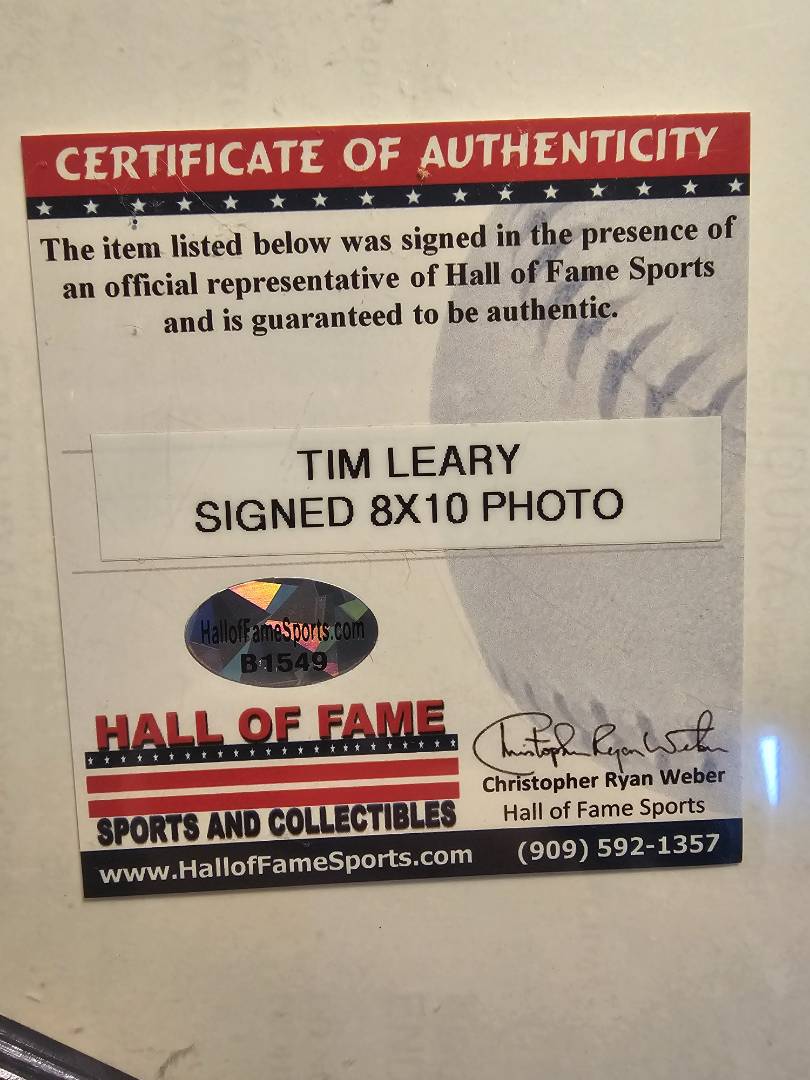 CERTIFICATE OF AUTHENTICITY
The item listed below was signed in the presence of
an official representative of Hall of Fame Sports
and is guaranteed to be authentic.
TIM LEARY
SIGNED 8X10 PHOTO
HallofFameSports.com
B1549
HALL OF FAME
SPORTS AND COLLECTIBLES
Christopher Ryan Weber
Christopher Ryan Weber
Hall of Fame Sports
www.HallofFameSports.com
(909) 592-1357